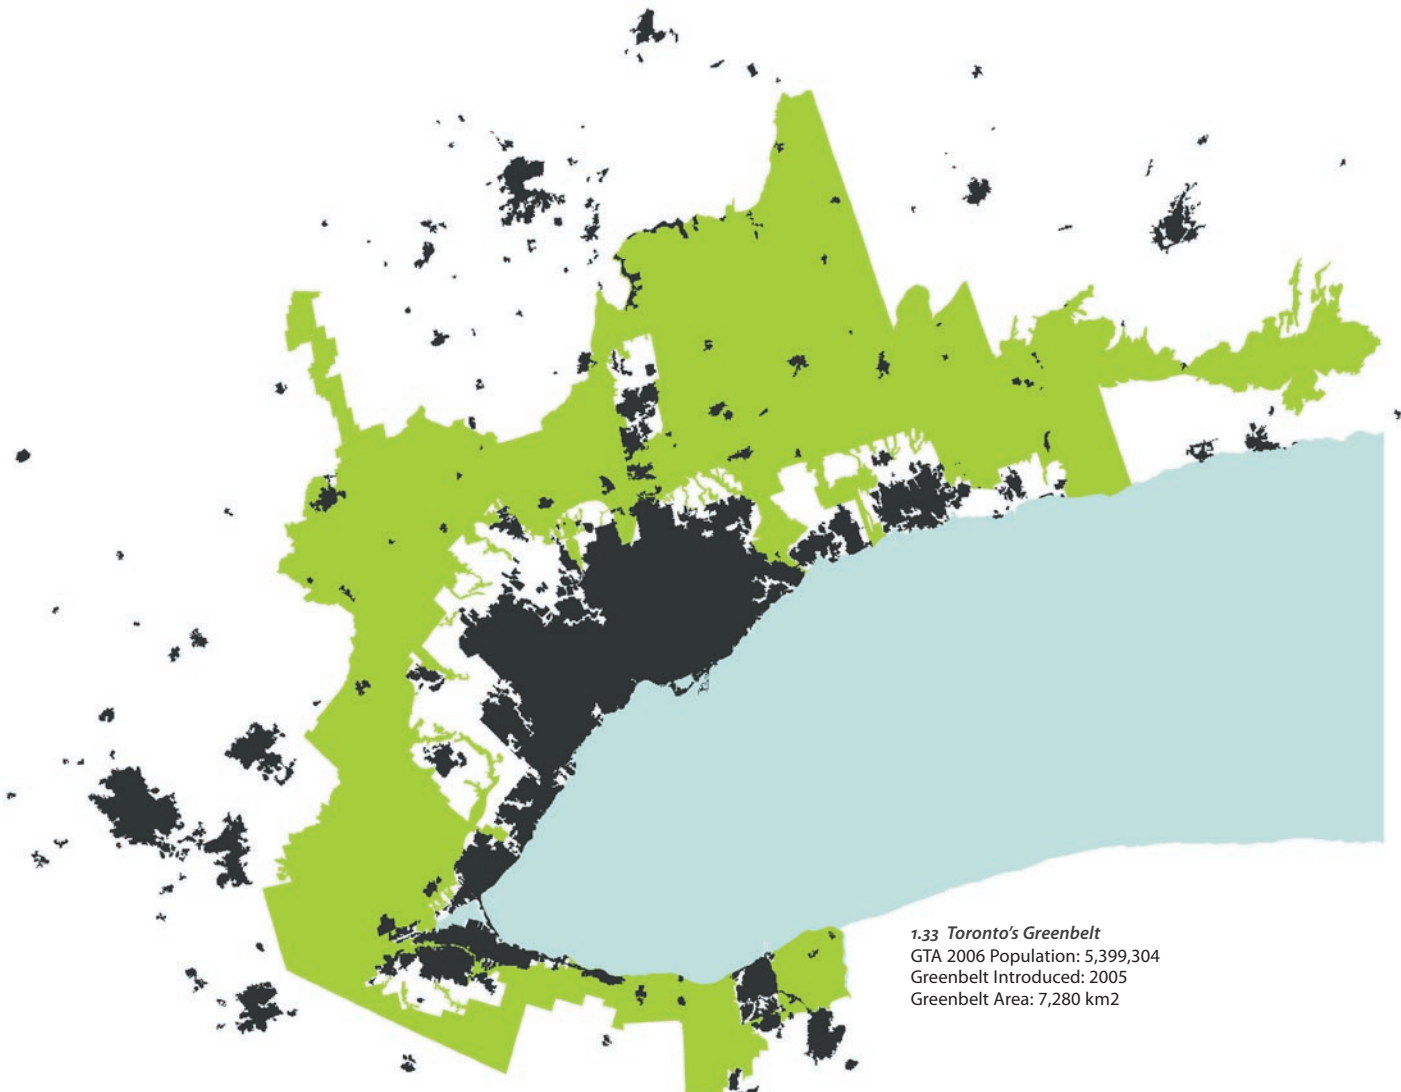 1.33 Toronto's Greenbelt
GTA 2006 Population: 5,399,304
Greenbelt Introduced: 2005
Greenbelt Area: 7,280 km2